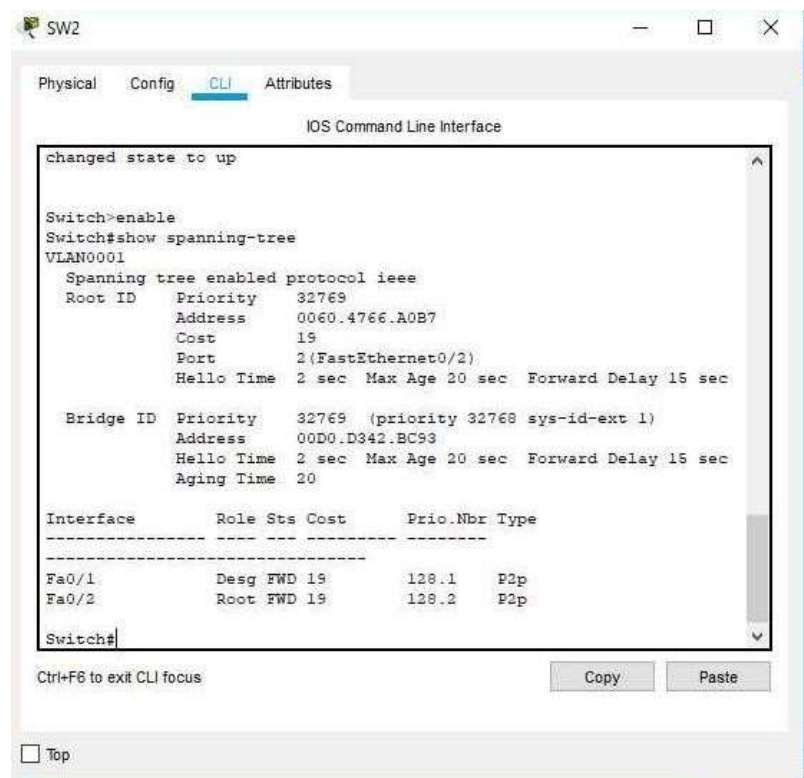 SW2
Physical Config CLI Attributes
IOS Command Line Interface
changed state to up
Switch>enable
Switch#show spanning-tree
VLAN0001
Spanning tree enabled protocol ieee
Root ID Priority 32769
Address 0060.4766.A0B7
Cost 19
Port 2(FastEthernet0/2)
Hello Time 2 sec Max Age 20 sec Forward Delay 15 sec
Bridge ID Priority 32769 (priority 32768 sys-id-ext 1)
Address 00D0.D342.BC93
Hello Time 2 sec Max Age 20 sec Forward Delay 15 sec
Aging Time 20
Interface Role Sts Cost Prio.Nbr Type
---------------- ---- --- --------- --------
--------------------------------
Fa0/1 Desg FWD 19 128.1 P2p
Fa0/2 Root FWD 19 128.2 P2p
Switch#
Ctrl+F6 to exit CLI focus
Copy Paste
Top